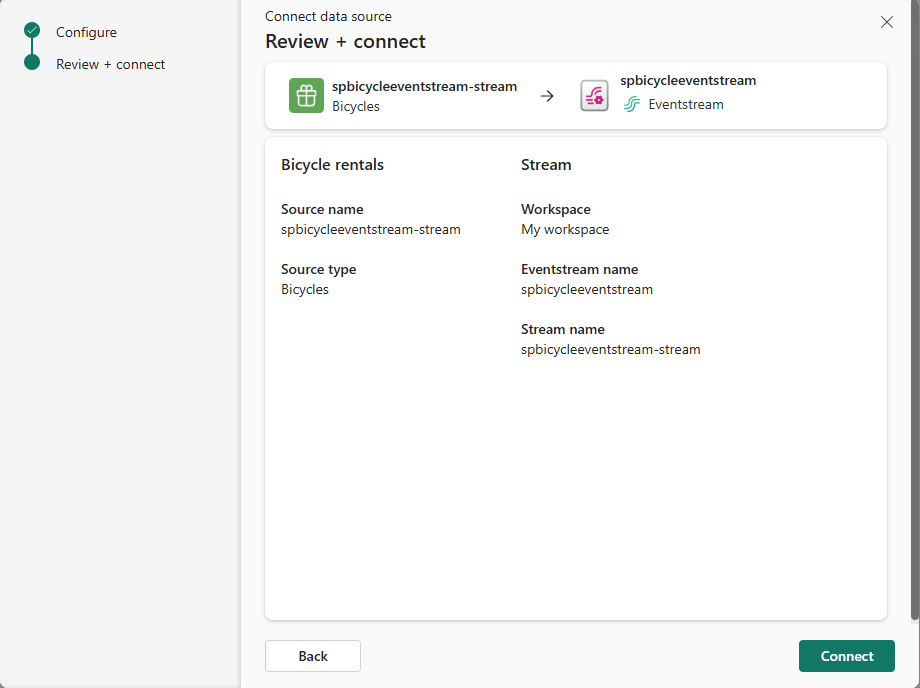 Configure
Review + connect
Connect data source
Review + connect
spbicycleeventstream-stream
Bicycles
spbicycleeventstream
Eventstream
Bicycle rentals
Source name
spbicycleeventstream-stream
Source type
Bicycles
Stream
Workspace
My workspace
Eventstream name
spbicycleeventstream
Stream name
spbicycleeventstream-stream
Back
Connect